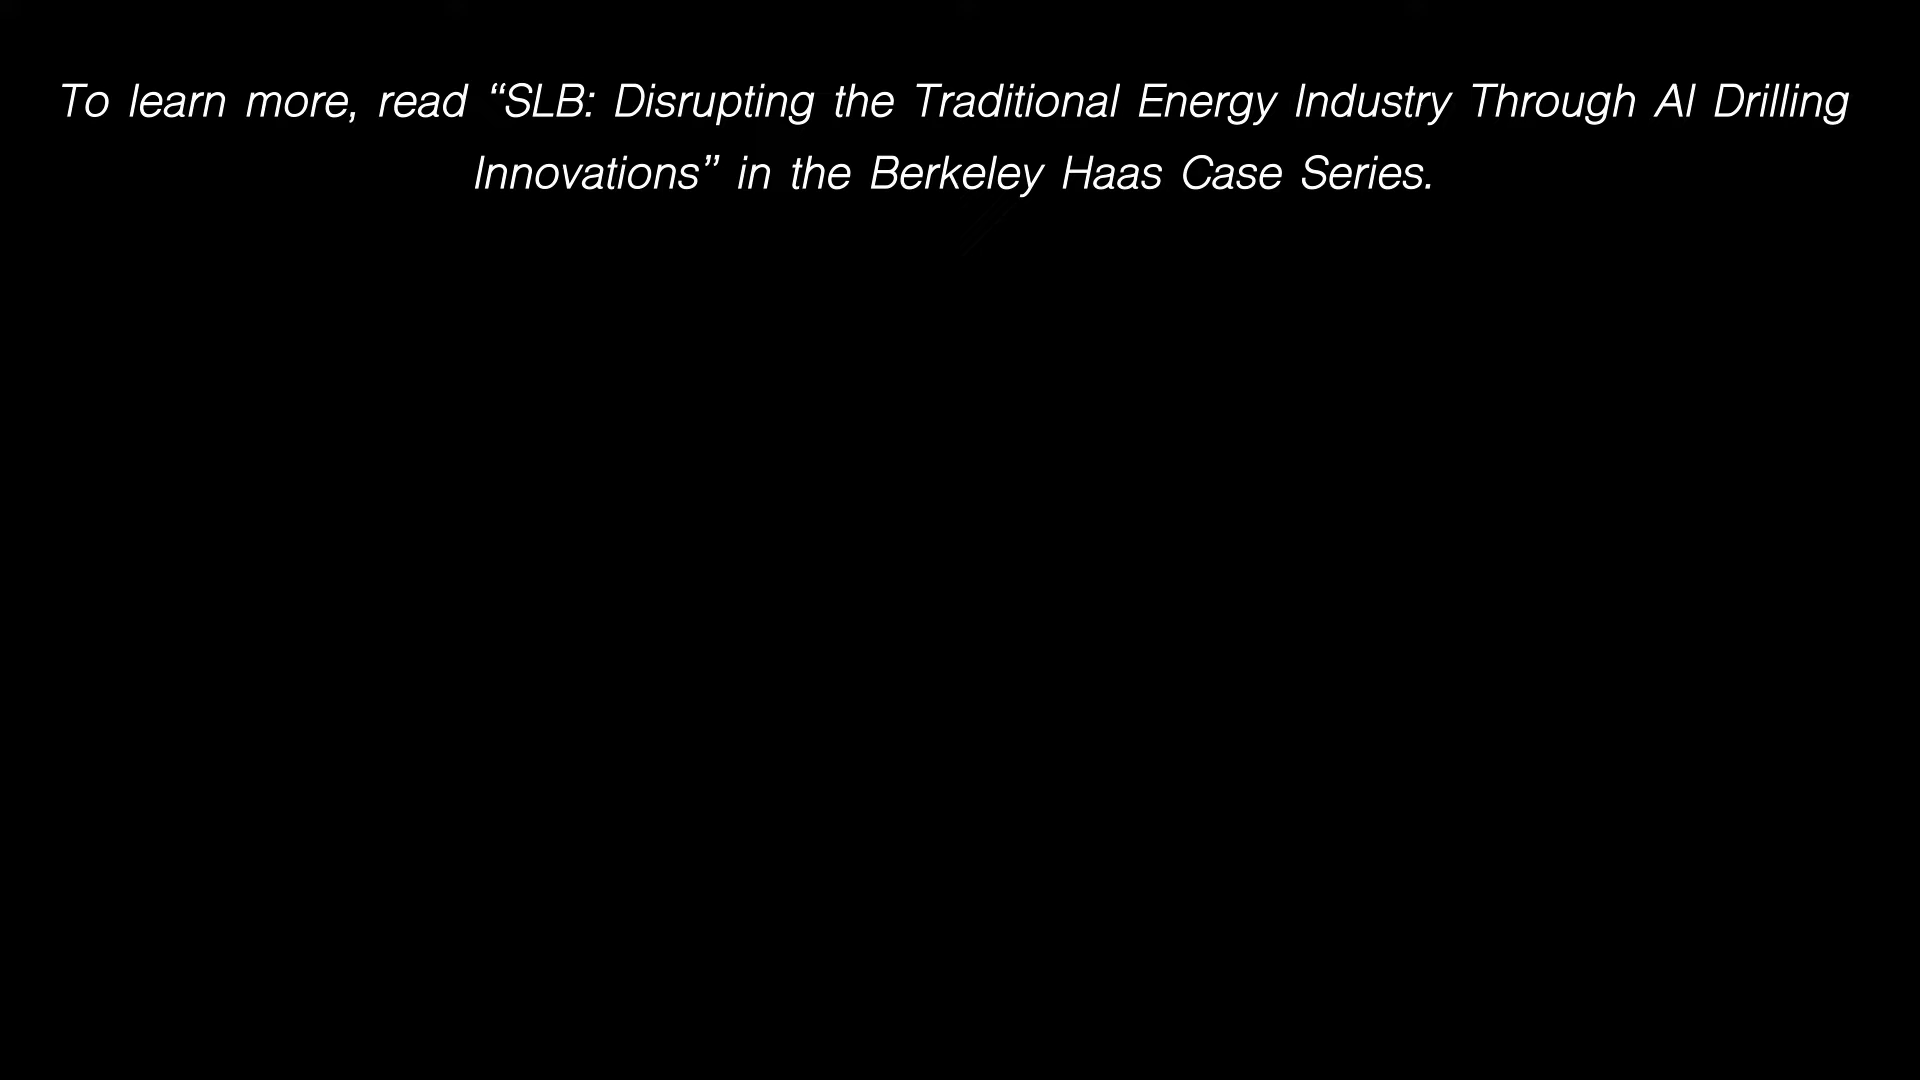 To learn more, read “SLB: Disrupting the Traditional Energy Industry Through AI Drilling
Innovations” in the Berkeley Haas Case Series.